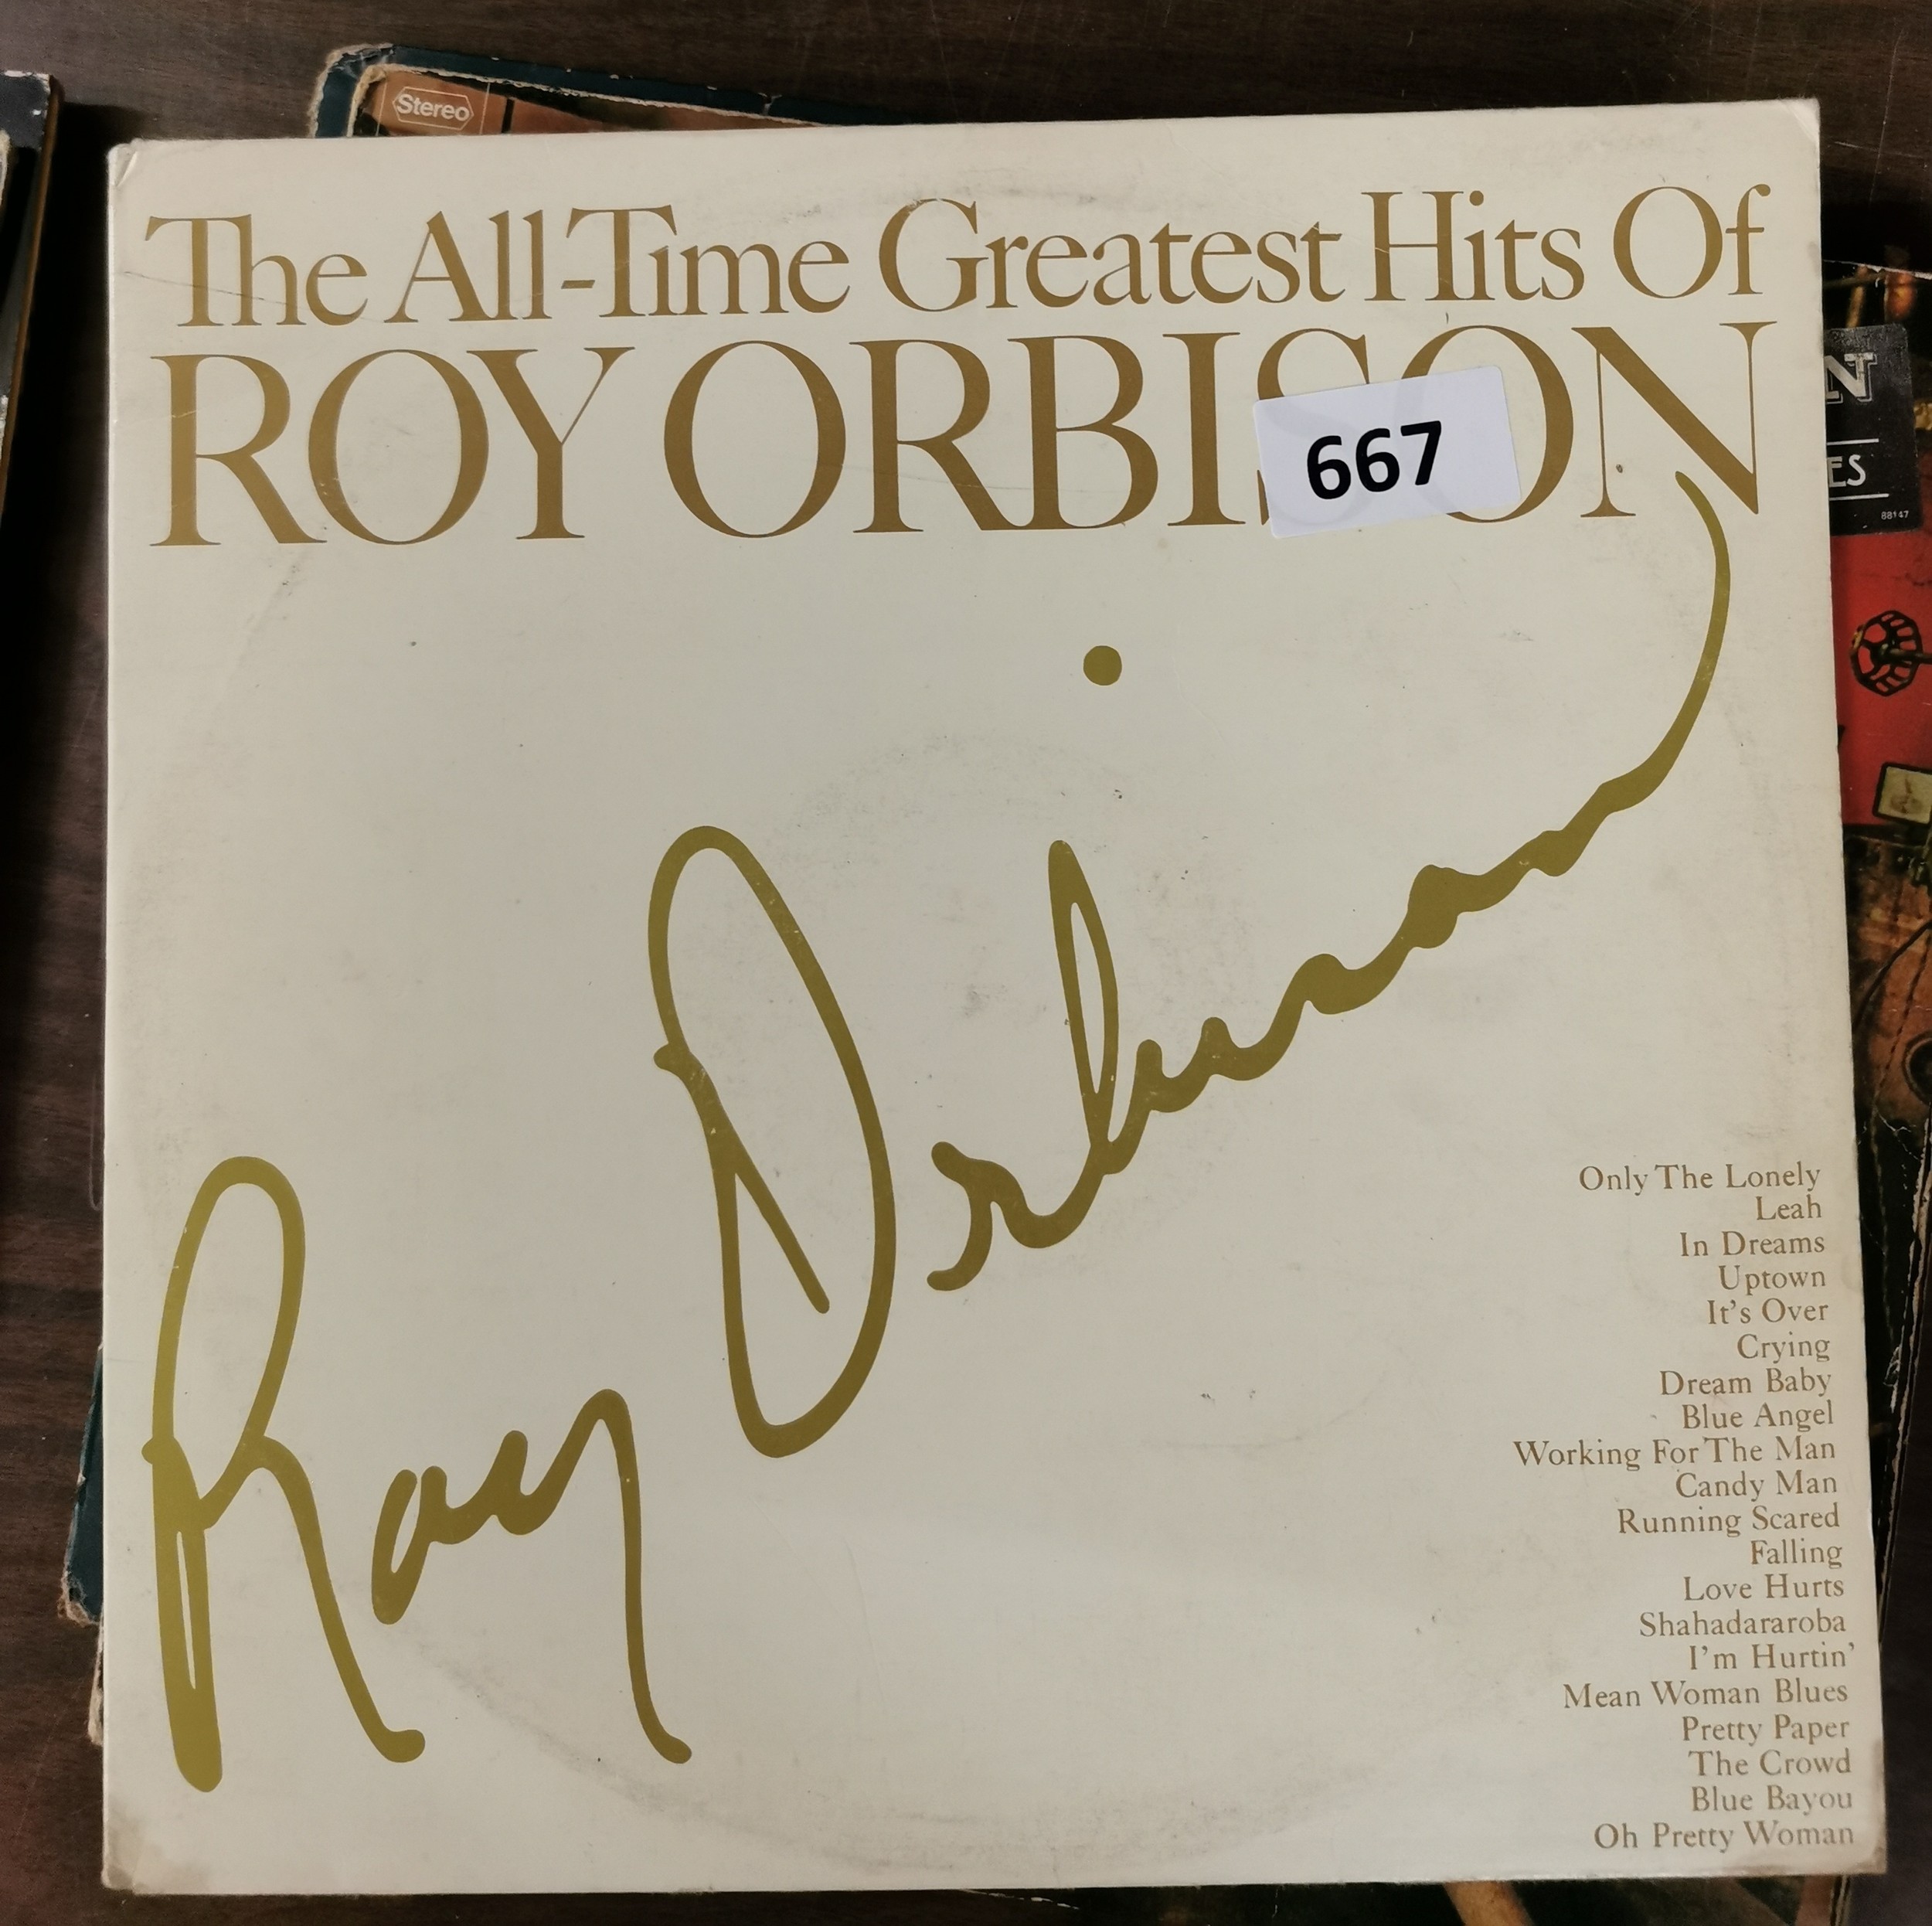 Stereo
The All-Time Greatest Hits Of
ROY ORBISON
667
ES
88147
Roy Orbison
Only The Lonely
Leah
In Dreams
Uptown
It's Over
Crying
Dream Baby
Blue Angel
Working For The Man
Candy Man
Running Scared
Falling
Love Hurts
Shahadararoba
I'm Hurtin'
Mean Woman Blues
Pretty Paper
The Crowd
Blue Bayou
Oh Pretty Woman